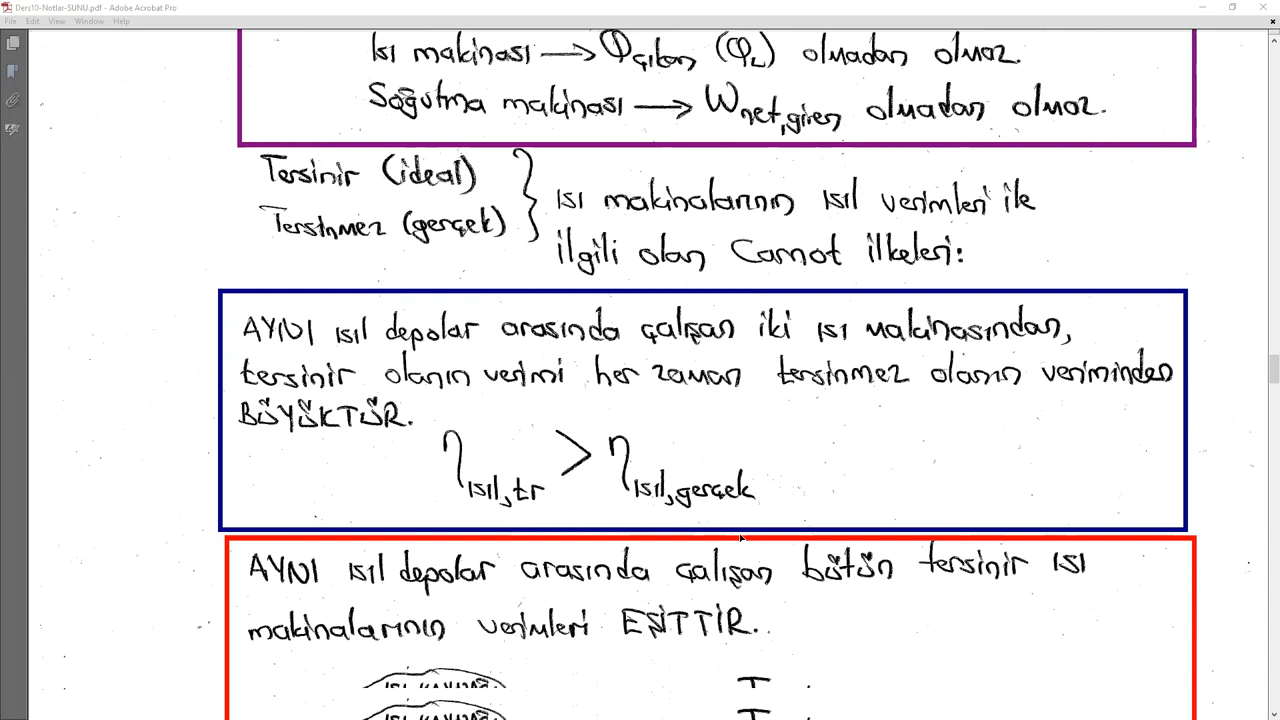 Ders10-Notlar-SUNU.pdf - Adobe Acrobat Pro
File Edit View Window Help
Isı makinası → Qçıkan (QL) olmadan olmaz.
Soğutma makinası → Wnet,giren olmadan olmaz.
Tersinir (ideal)
Tersinmez (gerçek)
ısı makinalarının ısıl verimleri ile
ilgili olan Carnot ilkeleri:
AYNI ısıl depolar arasında çalışan iki ısı makinasından,
tersinir olanın verimi her zaman tersinmez olanın veriminden
BÜYÜKTÜR.
ηısıl,tr > ηısıl,gerçek
AYNI ısıl depolar arasında çalışan bütün tersinir ısı
makinalarının verimleri EŞİTTİR.